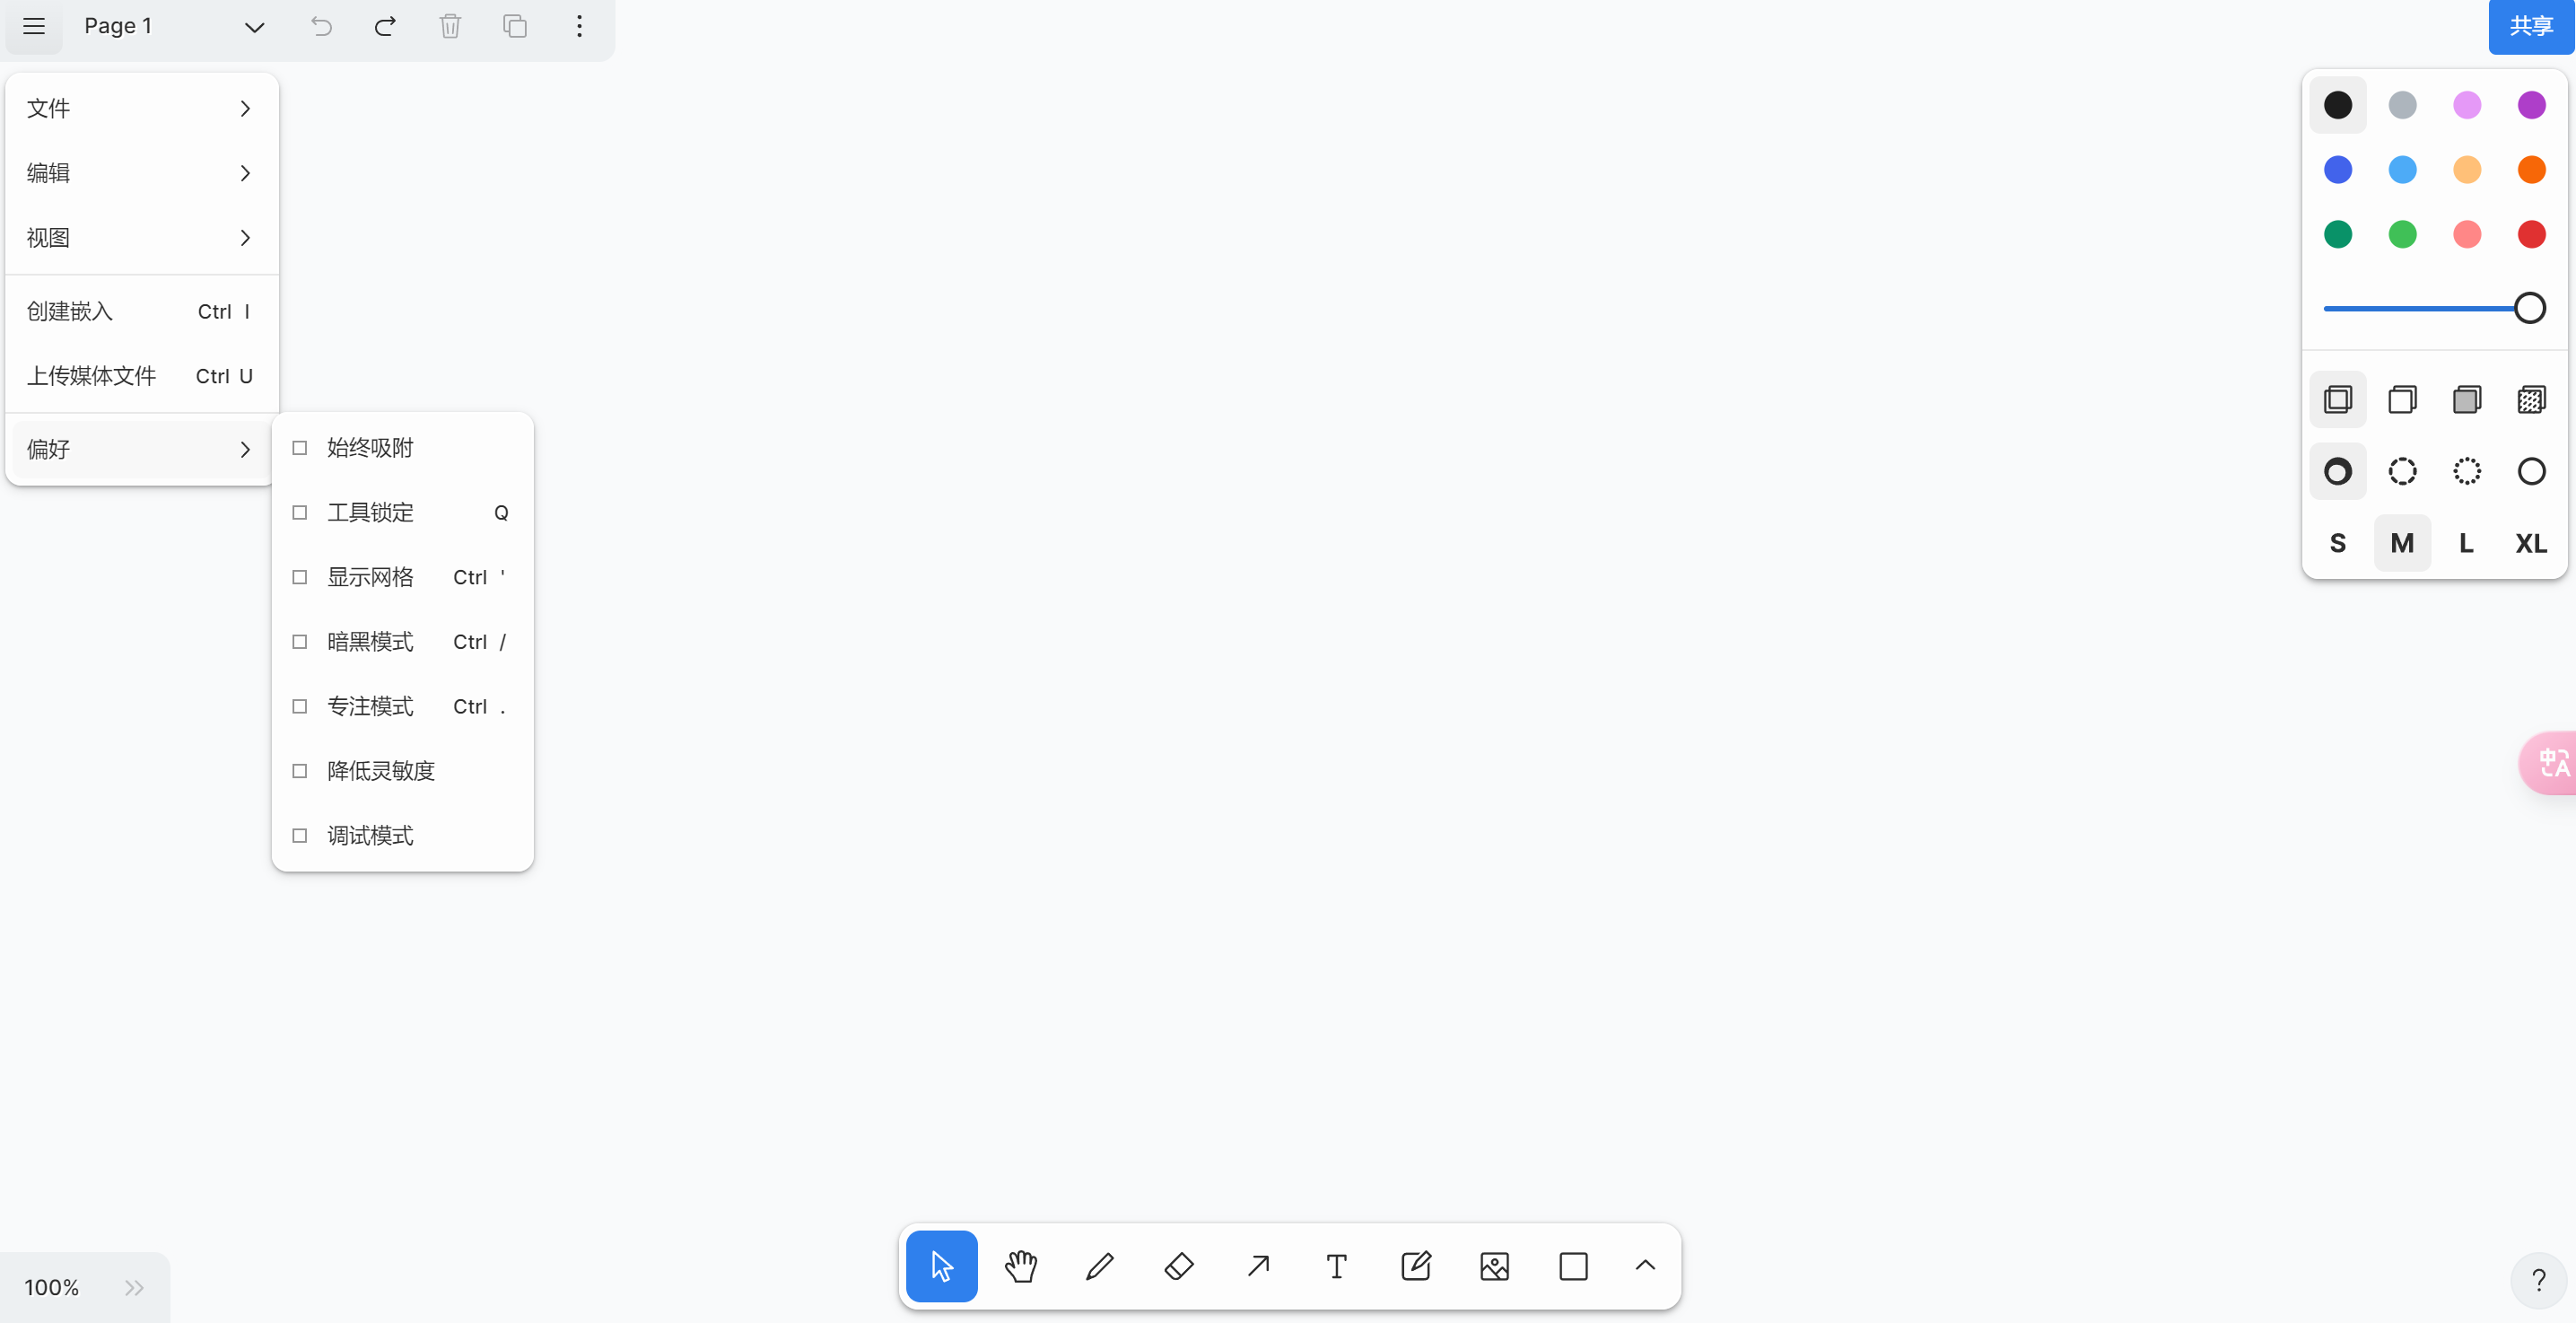 Page 1
共享
文件
编辑
视图
创建嵌入 Ctrl I
上传媒体文件 Ctrl U
偏好
始终吸附
工具锁定 Q
显示网格 Ctrl '
暗黑模式 Ctrl /
专注模式 Ctrl .
降低灵敏度
调试模式
S M L XL
中A
T
100%
?